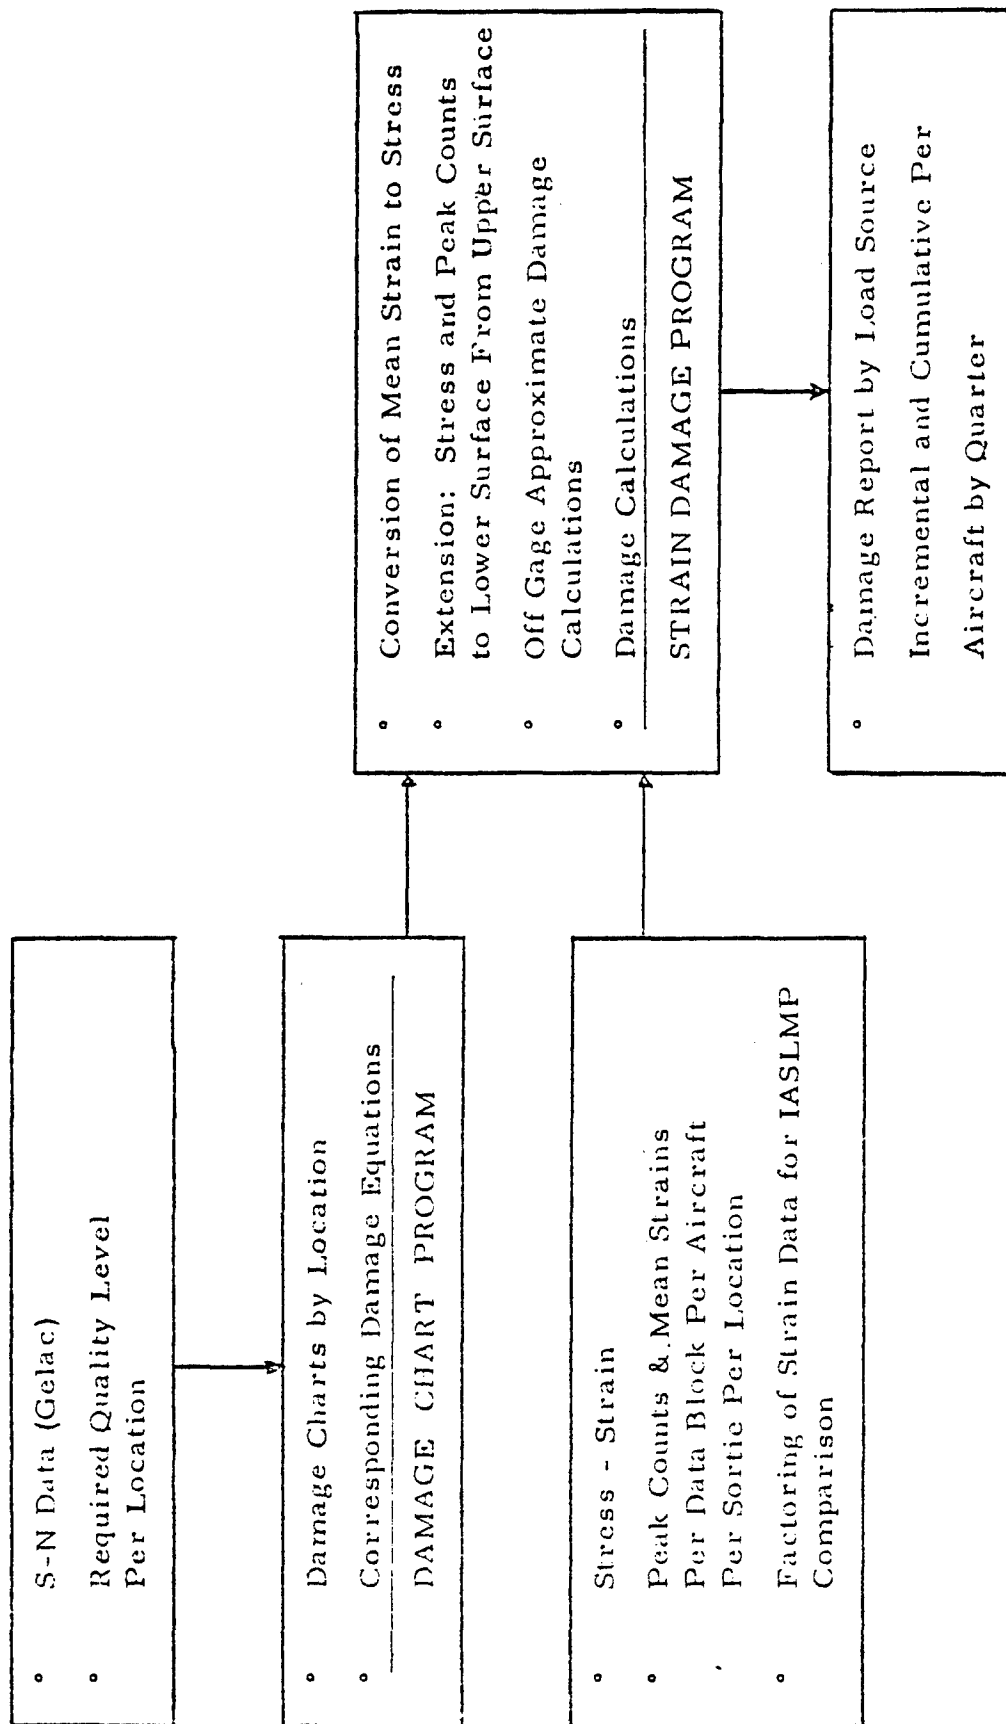 S-N Data (Gelac)
Required Quality Level
Per Location
Damage Charts by Location
Corresponding Damage Equations
DAMAGE CHART PROGRAM
Stress - Strain
Peak Counts & Mean Strains
Per Data Block Per Aircraft
Per Sortie Per Location
Factoring of Strain Data for IASLMP
Comparison
Conversion of Mean Strain to Stress
Extension: Stress and Peak Counts
to Lower Surface From Upper Surface
Off Gage Approximate Damage
Calculations
Damage Calculations
STRAIN DAMAGE PROGRAM
Damage Report by Load Source
Incremental and Cumulative Per
Aircraft by Quarter